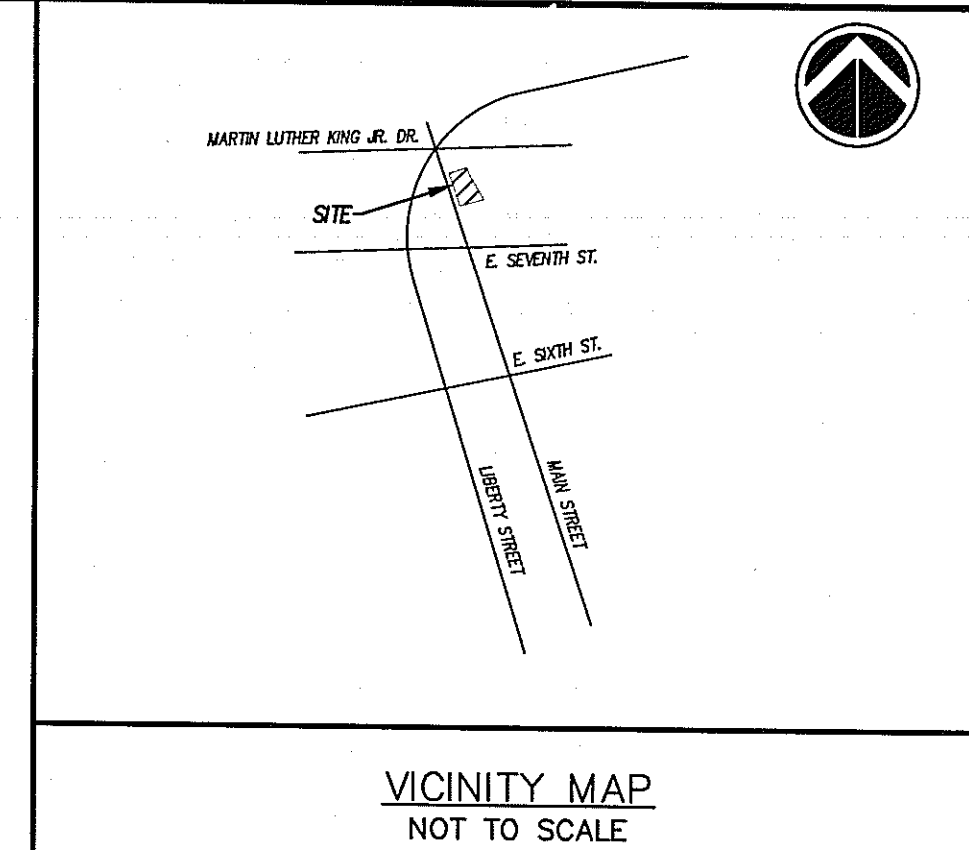 MARTIN LUTHER KING JR. DR.
SITE
E. SEVENTH ST.
E. SIXTH ST.
LIBERTY STREET
MAIN STREET
VICINITY MAP
NOT TO SCALE